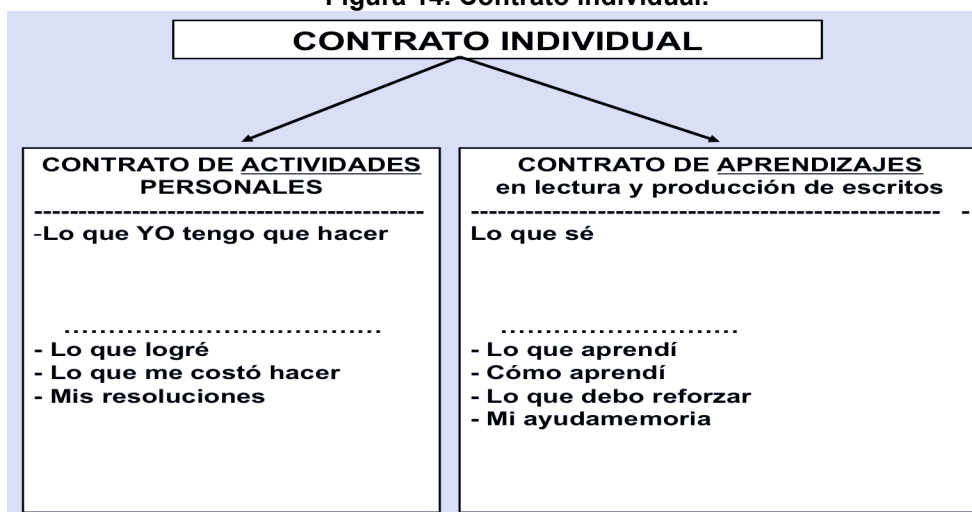 Figura 14. Contrato individual.
CONTRATO INDIVIDUAL
CONTRATO DE ACTIVIDADES
PERSONALES
-Lo que YO tengo que hacer
- Lo que logré
- Lo que me costó hacer
- Mis resoluciones
CONTRATO DE APRENDIZAJES
en lectura y producción de escritos
Lo que sé
- Lo que aprendí
- Cómo aprendí
- Lo que debo reforzar
- Mi ayudamemoria